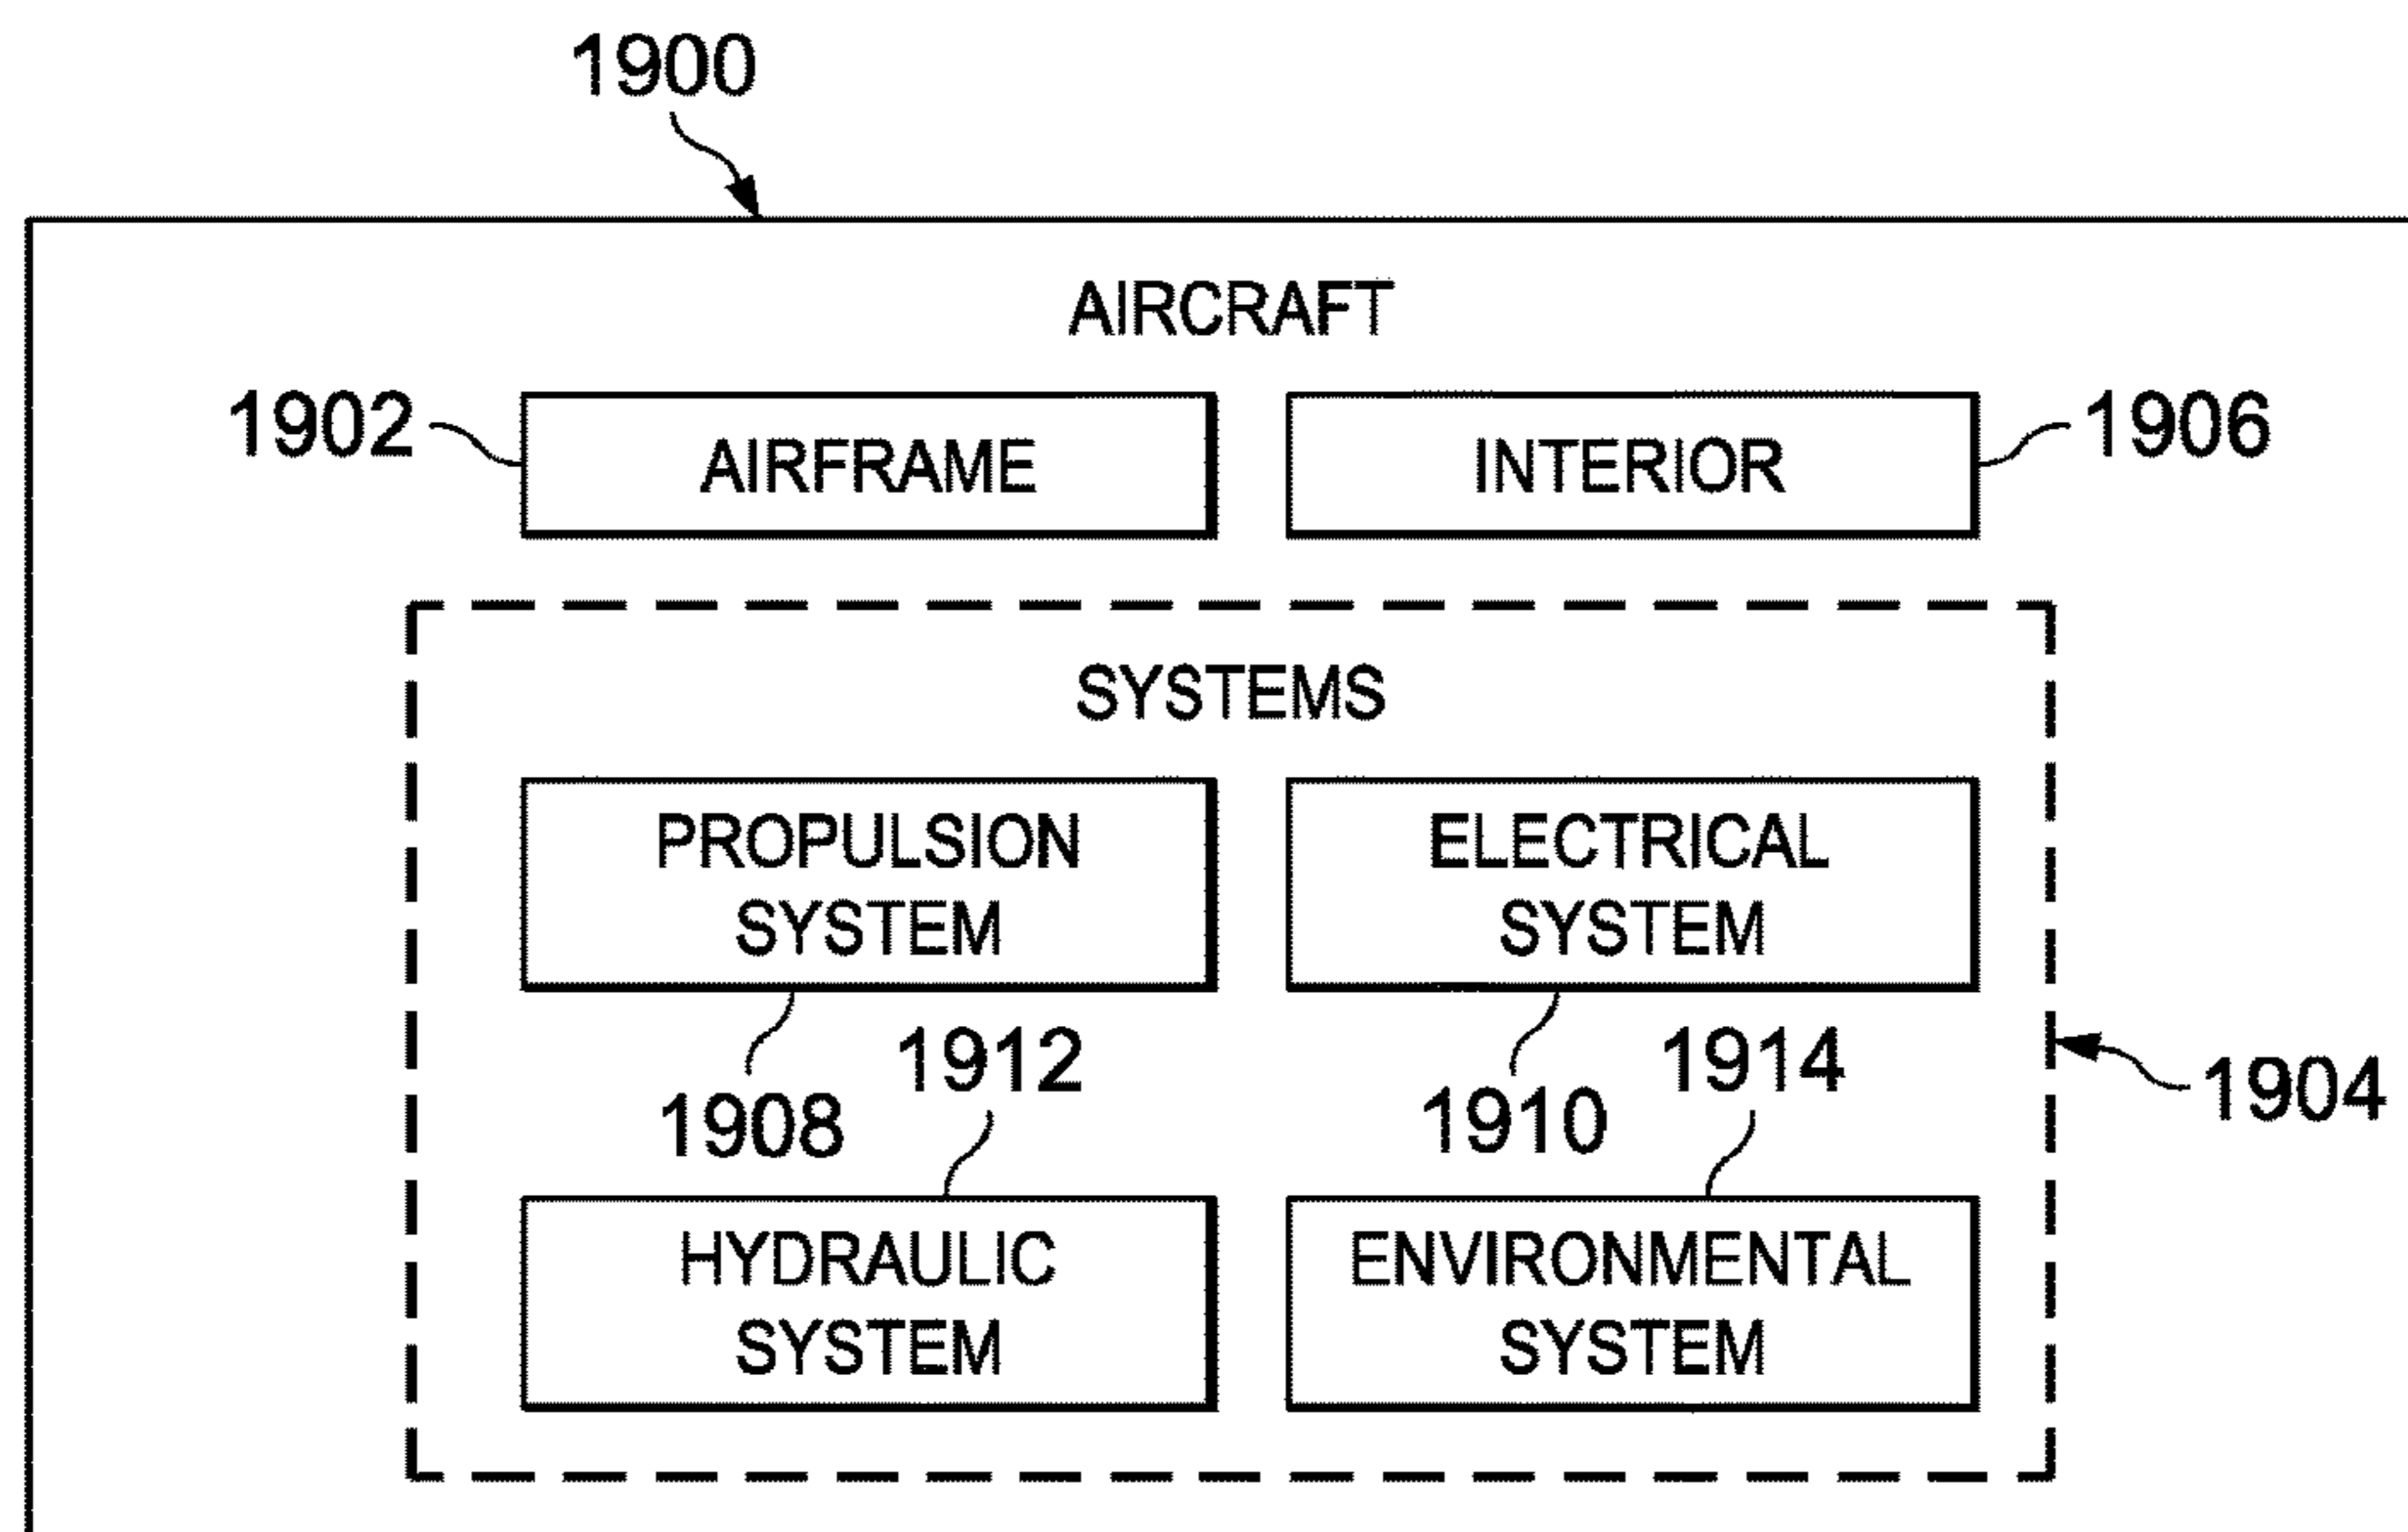 1900
AIRCRAFT
1902
AIRFRAME
INTERIOR
1906
SYSTEMS
PROPULSION
SYSTEM
ELECTRICAL
SYSTEM
1908
1912
1910
1914
1904
HYDRAULIC
SYSTEM
ENVIRONMENTAL
SYSTEM